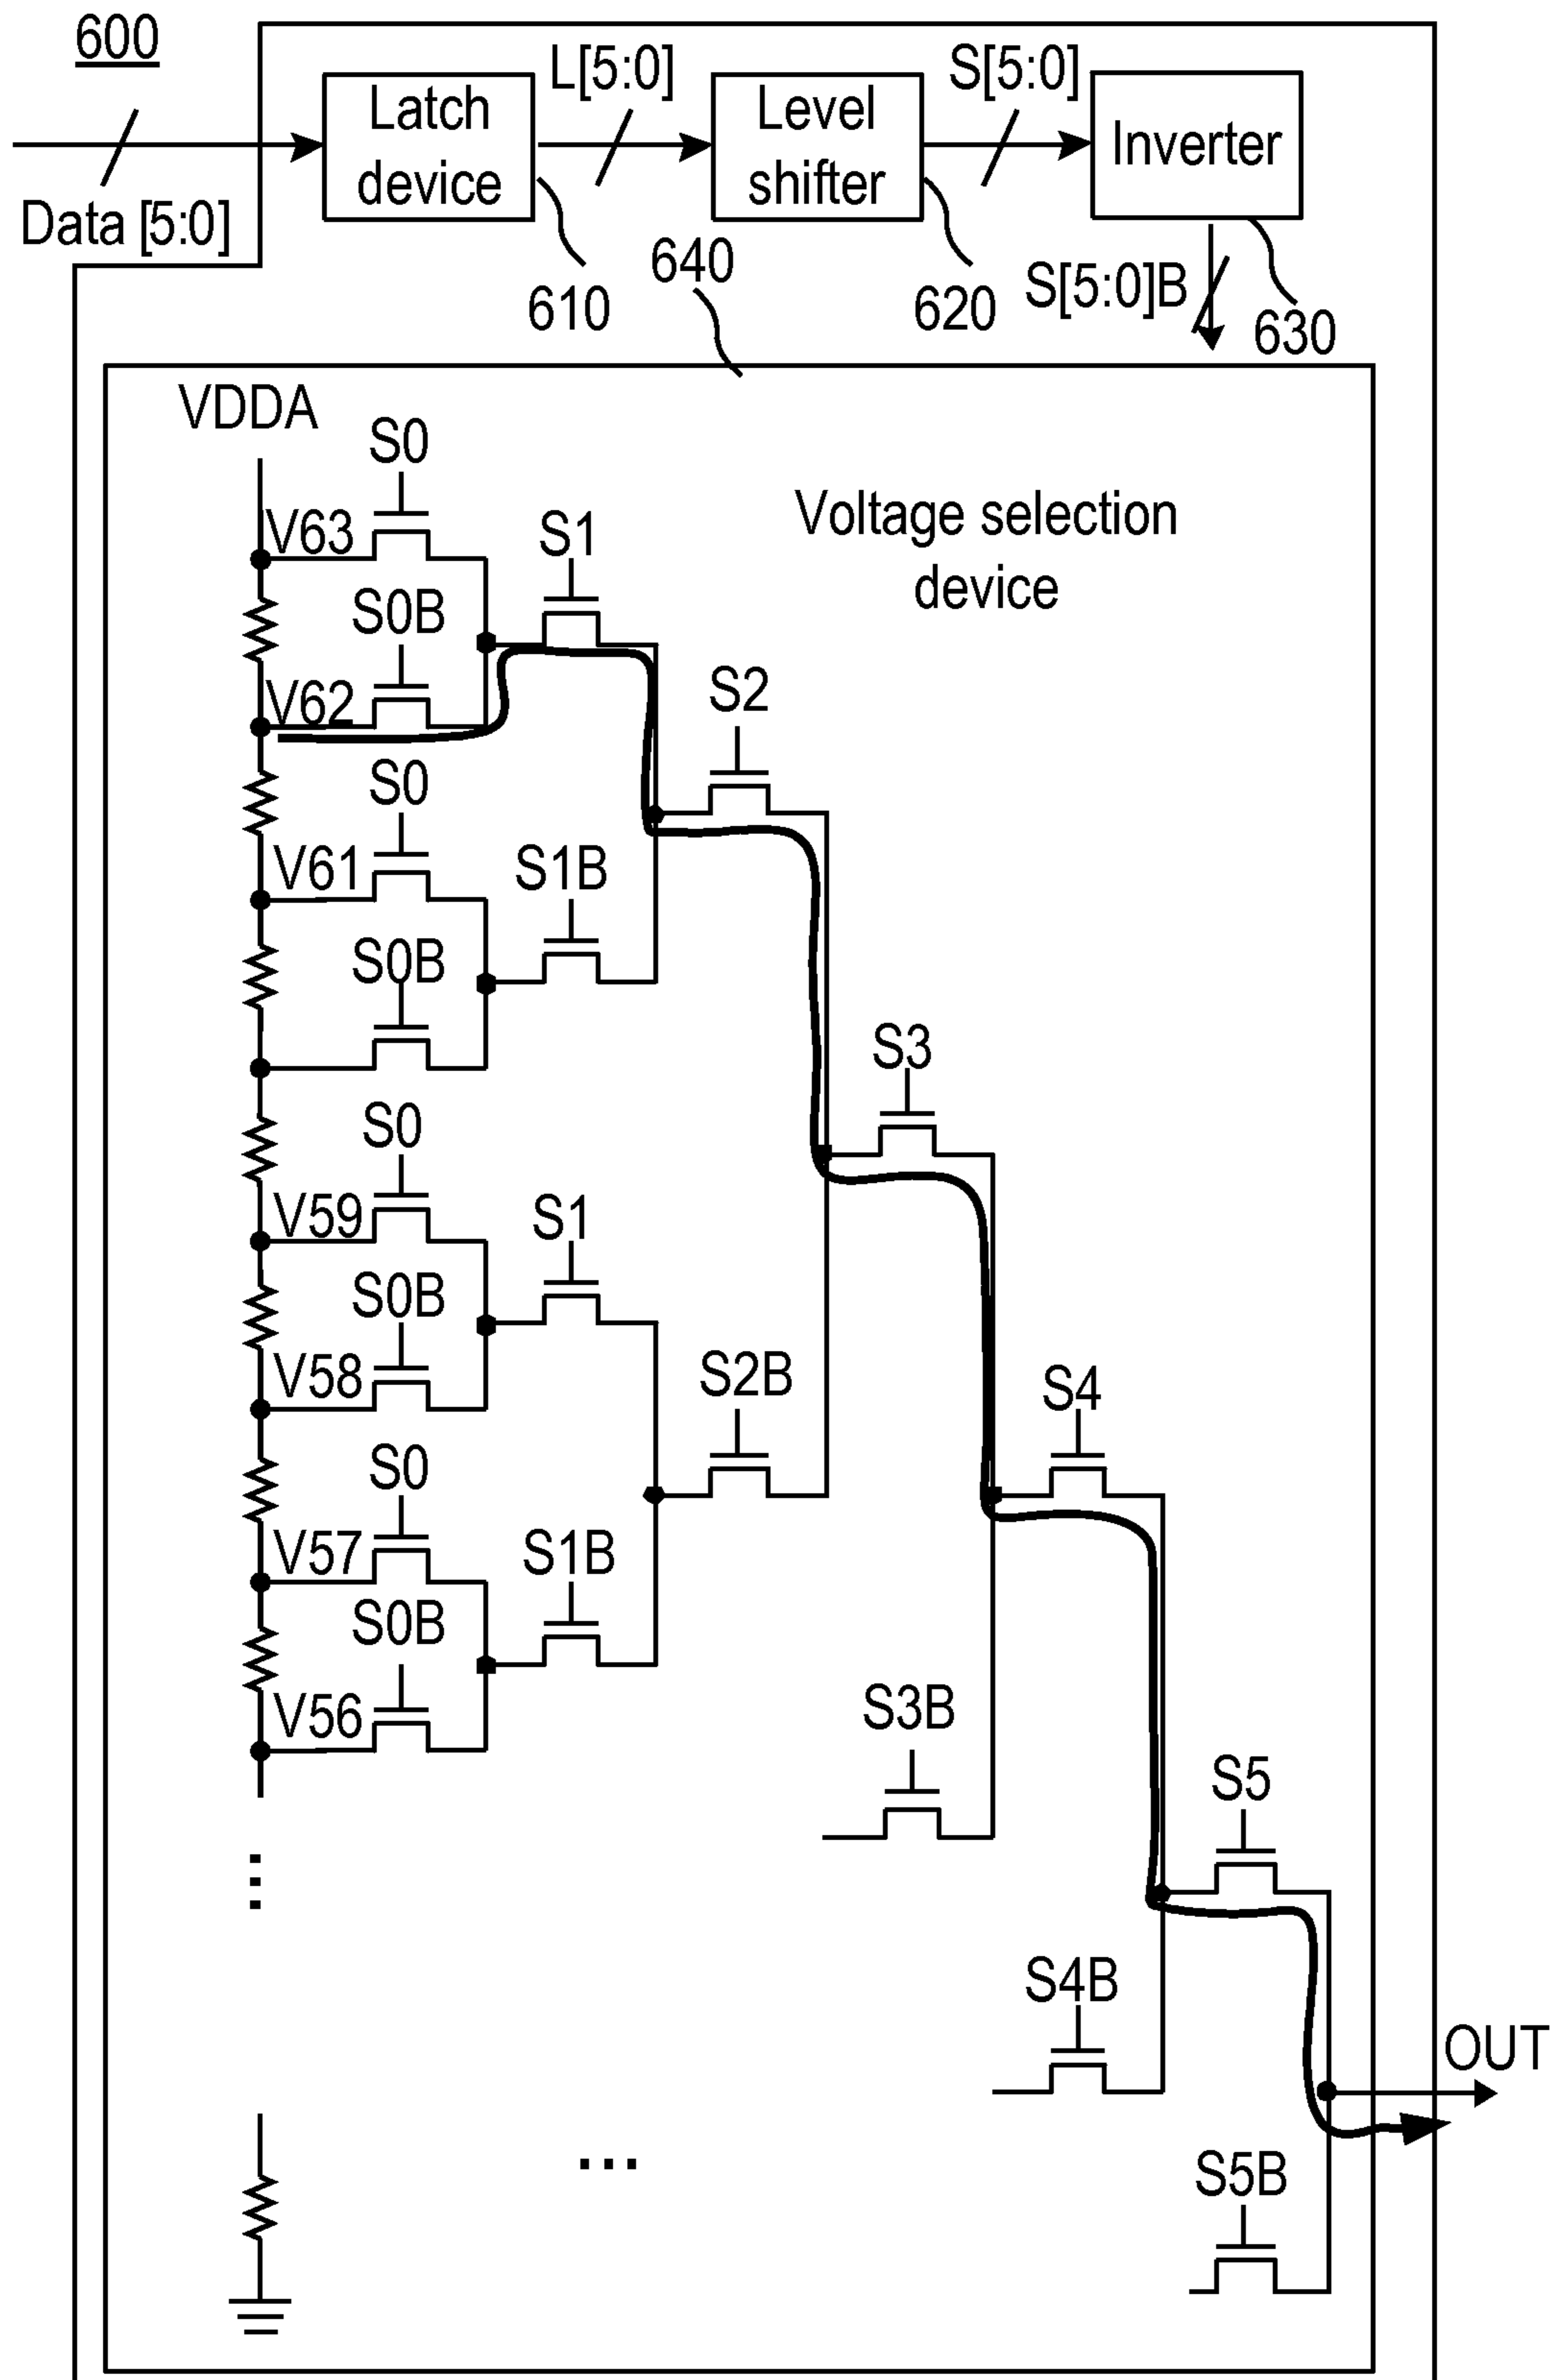 600
Latch
device
L[5:0]
Level
shifter
S[5:0]
Inverter
Data [5:0]
610
640
620
S[5:0]B
630
VDDA
S0
Voltage selection
device
V63
S1
S0B
V62
S2
S0
V61
S1B
S0B
S3
S0
V59
S1
S0B
V58
S2B
S4
S0
V57
S1B
S0B
V56
S3B
S5
S4B
OUT
S5B